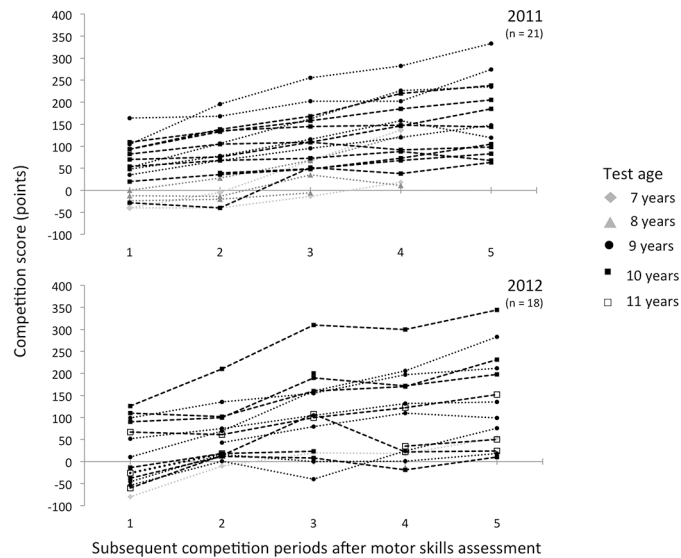 2011
(n = 21)
400
350
300
250
200
150
100
50
0
-50
-100
1 2 3 4 5
2012
(n = 18)
400
350
300
250
200
150
100
50
0
-50
-100
1 2 3 4 5
Competition score (points)
Subsequent competition periods after motor skills assessment
Test age
7 years
8 years
9 years
10 years
11 years